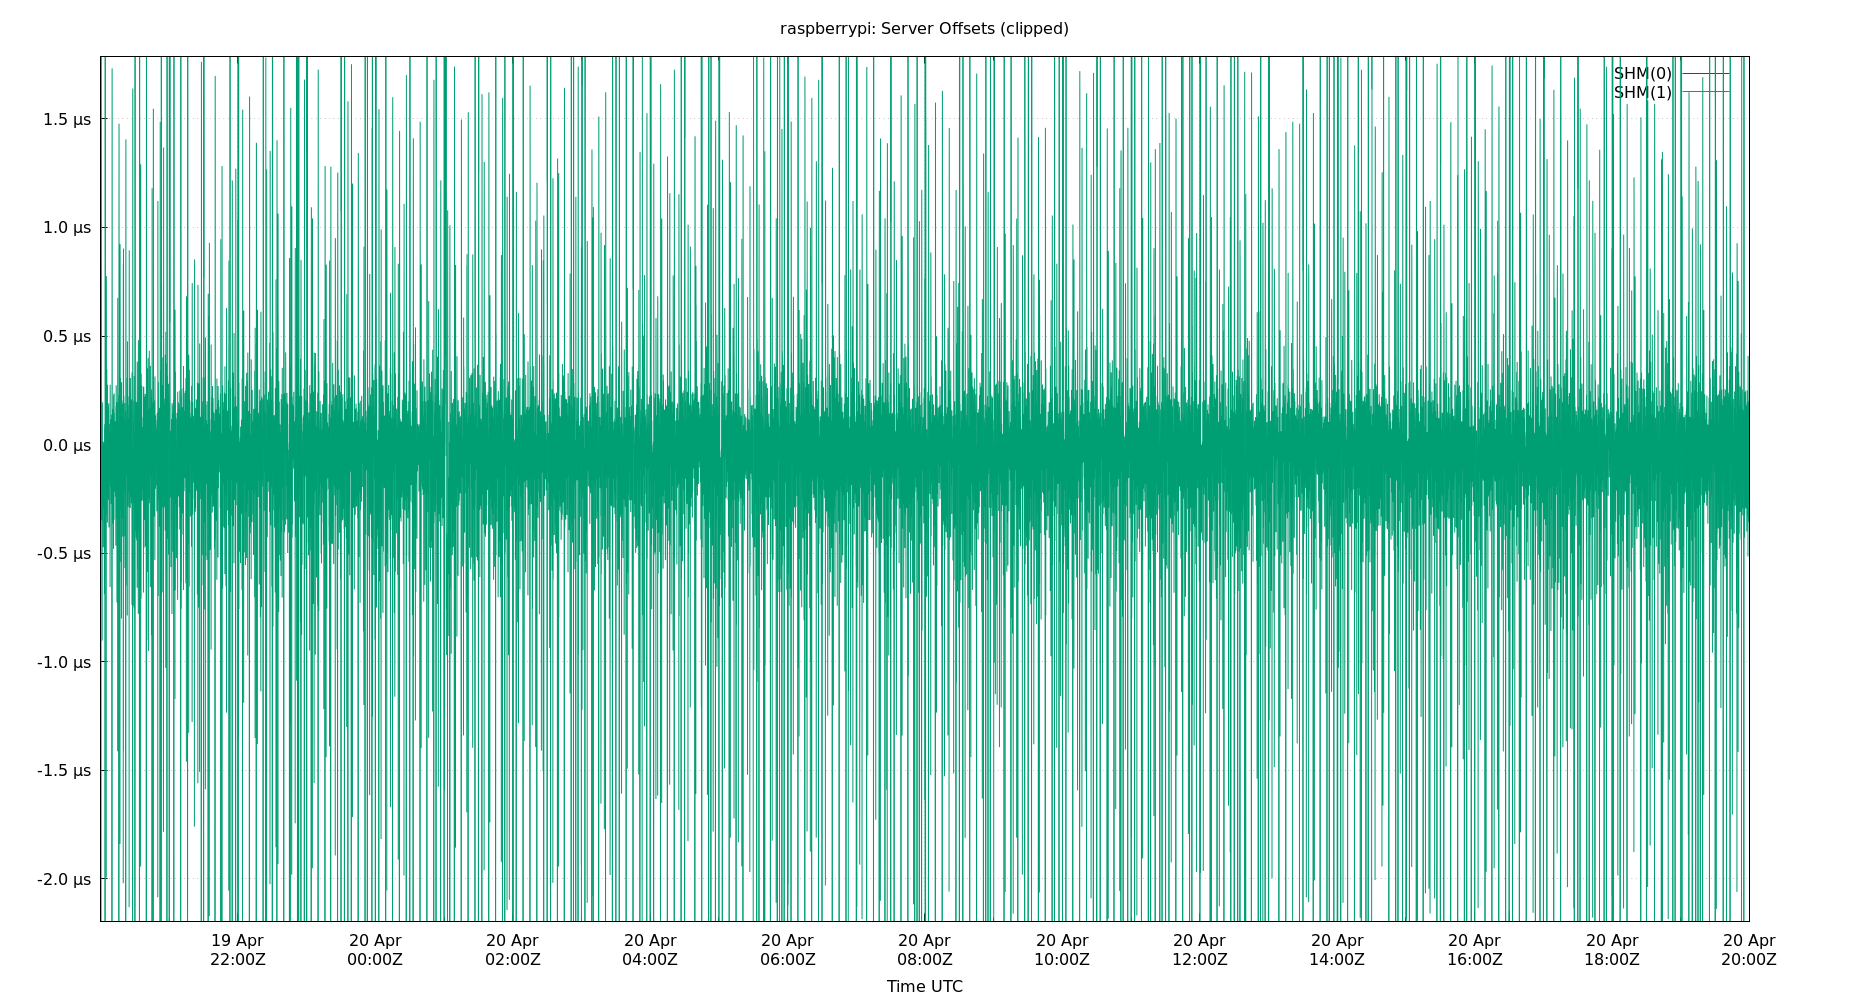 raspberrypi: Server Offsets (clipped)
SHM(0)
SHM(1)
1.5 µs
1.0 µs
0.5 µs
0.0 µs
-0.5 µs
-1.0 µs
-1.5 µs
-2.0 µs
19 Apr 20 Apr 20 Apr 20 Apr 20 Apr 20 Apr 20 Apr 20 Apr 20 Apr 20 Apr 20 Apr 20 Apr
22:00Z 00:00Z 02:00Z 04:00Z 06:00Z 08:00Z 10:00Z 12:00Z 14:00Z 16:00Z 18:00Z 20:00Z
Time UTC